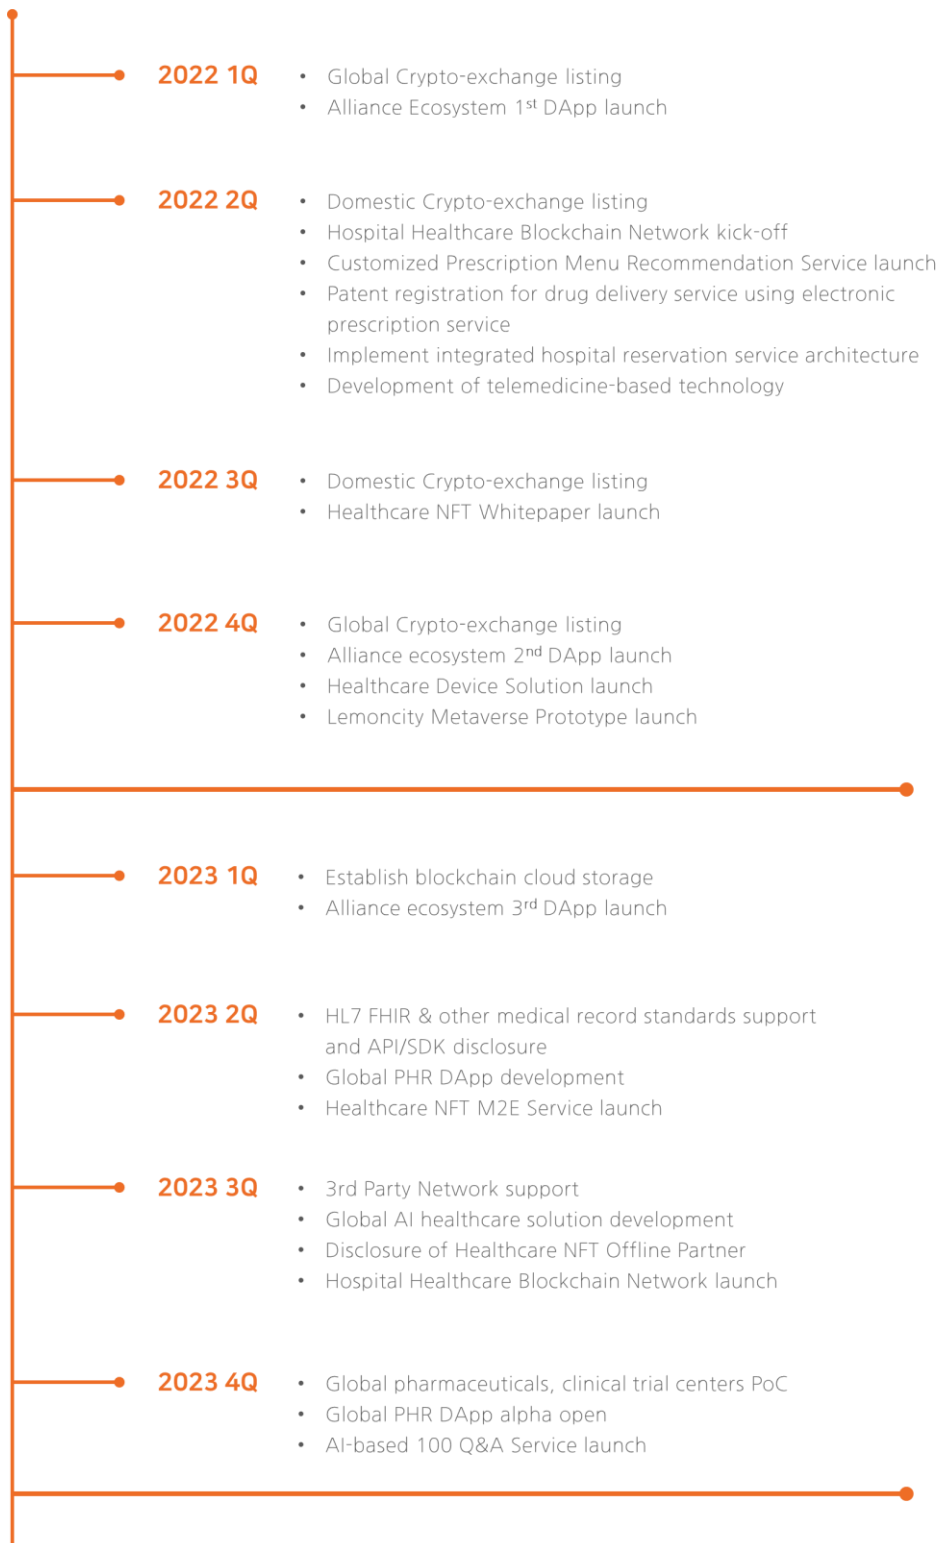 2022 1Q
• Global Crypto-exchange listing
• Alliance Ecosystem 1st DApp launch
2022 2Q
• Domestic Crypto-exchange listing
• Hospital Healthcare Blockchain Network kick-off
• Customized Prescription Menu Recommendation Service launch
• Patent registration for drug delivery service using electronic
prescription service
• Implement integrated hospital reservation service architecture
• Development of telemedicine-based technology
2022 3Q
• Domestic Crypto-exchange listing
• Healthcare NFT Whitepaper launch
2022 4Q
• Global Crypto-exchange listing
• Alliance ecosystem 2nd DApp launch
• Healthcare Device Solution launch
• Lemoncity Metaverse Prototype launch
2023 1Q
• Establish blockchain cloud storage
• Alliance ecosystem 3rd DApp launch
2023 2Q
• HL7 FHIR & other medical record standards support
and API/SDK disclosure
• Global PHR DApp development
• Healthcare NFT M2E Service launch
2023 3Q
• 3rd Party Network support
• Global AI healthcare solution development
• Disclosure of Healthcare NFT Offline Partner
• Hospital Healthcare Blockchain Network launch
2023 4Q
• Global pharmaceuticals, clinical trial centers PoC
• Global PHR DApp alpha open
• AI-based 100 Q&A Service launch